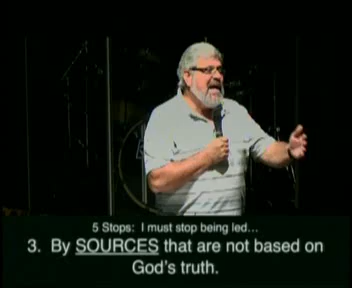 5 Stops: I must stop being led...
3. By SOURCES that are not based on
God's truth.